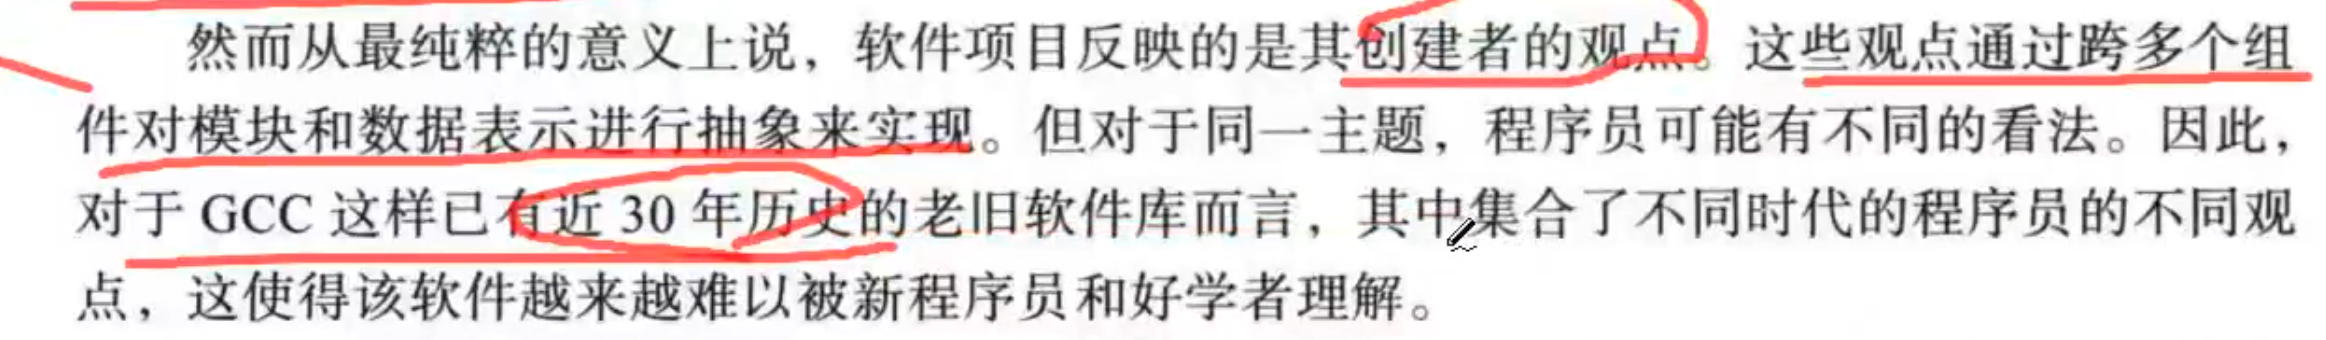 然而从最纯粹的意义上说，软件项目反映的是其创建者的观点。这些观点通过跨多个组
件对模块和数据表示进行抽象来实现。但对于同一主题，程序员可能有不同的看法。因此，
对于 GCC 这样已有近 30 年历史的老旧软件库而言，其中集合了不同时代的程序员的不同观
点，这使得该软件越来越难以被新程序员和好学者理解。